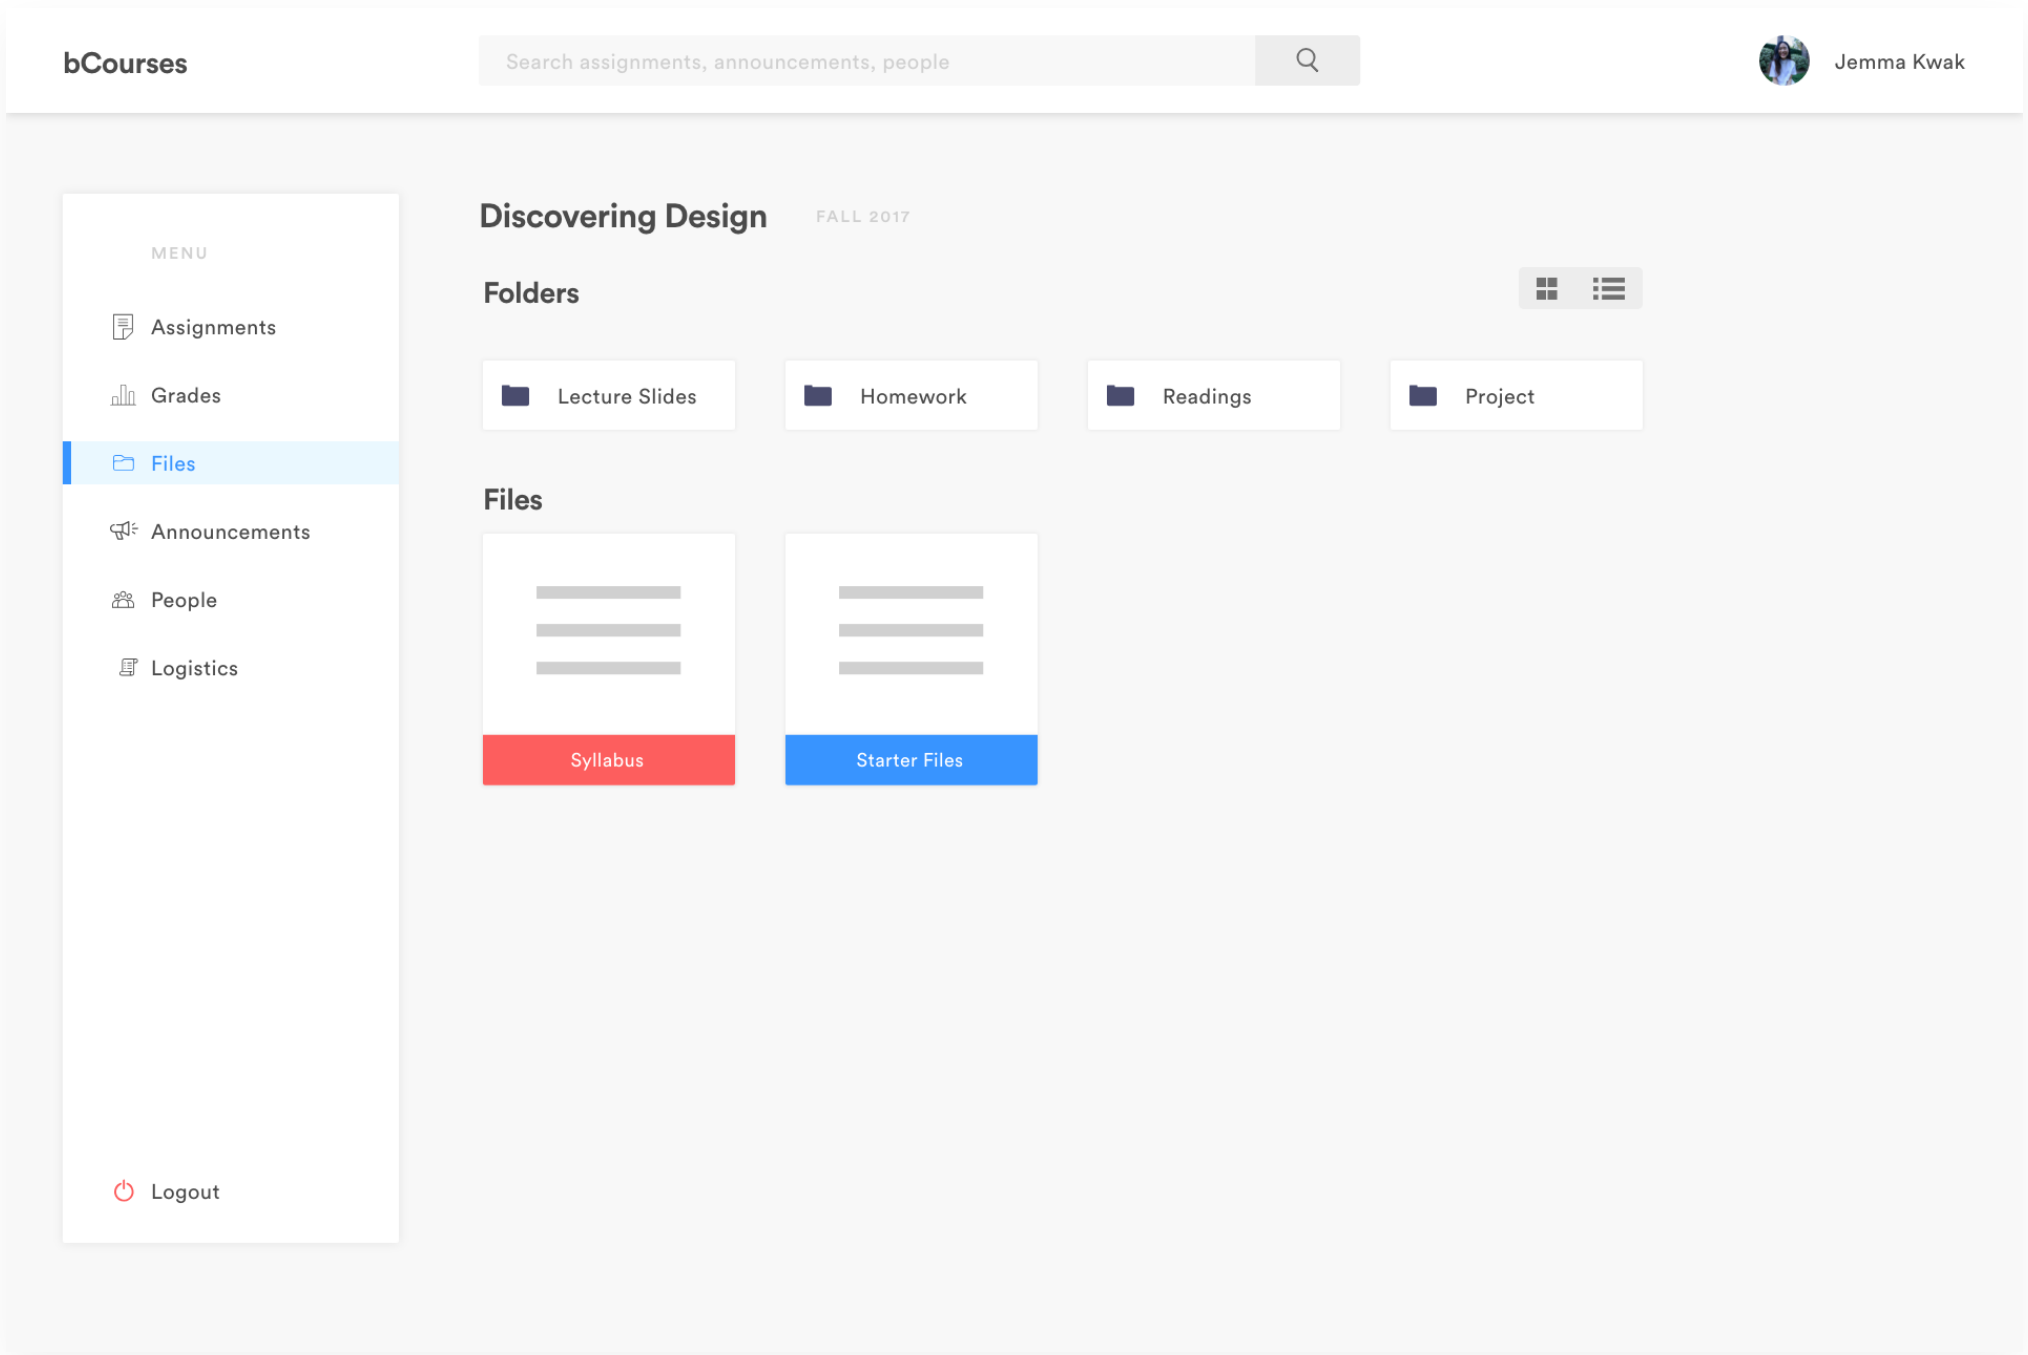 bCourses
Search assignments, announcements, people
Jemma Kwak
MENU
Assignments
Grades
Files
Announcements
People
Logistics
Logout
Discovering Design FALL 2017
Folders
Lecture Slides
Homework
Readings
Project
Files
Syllabus
Starter Files